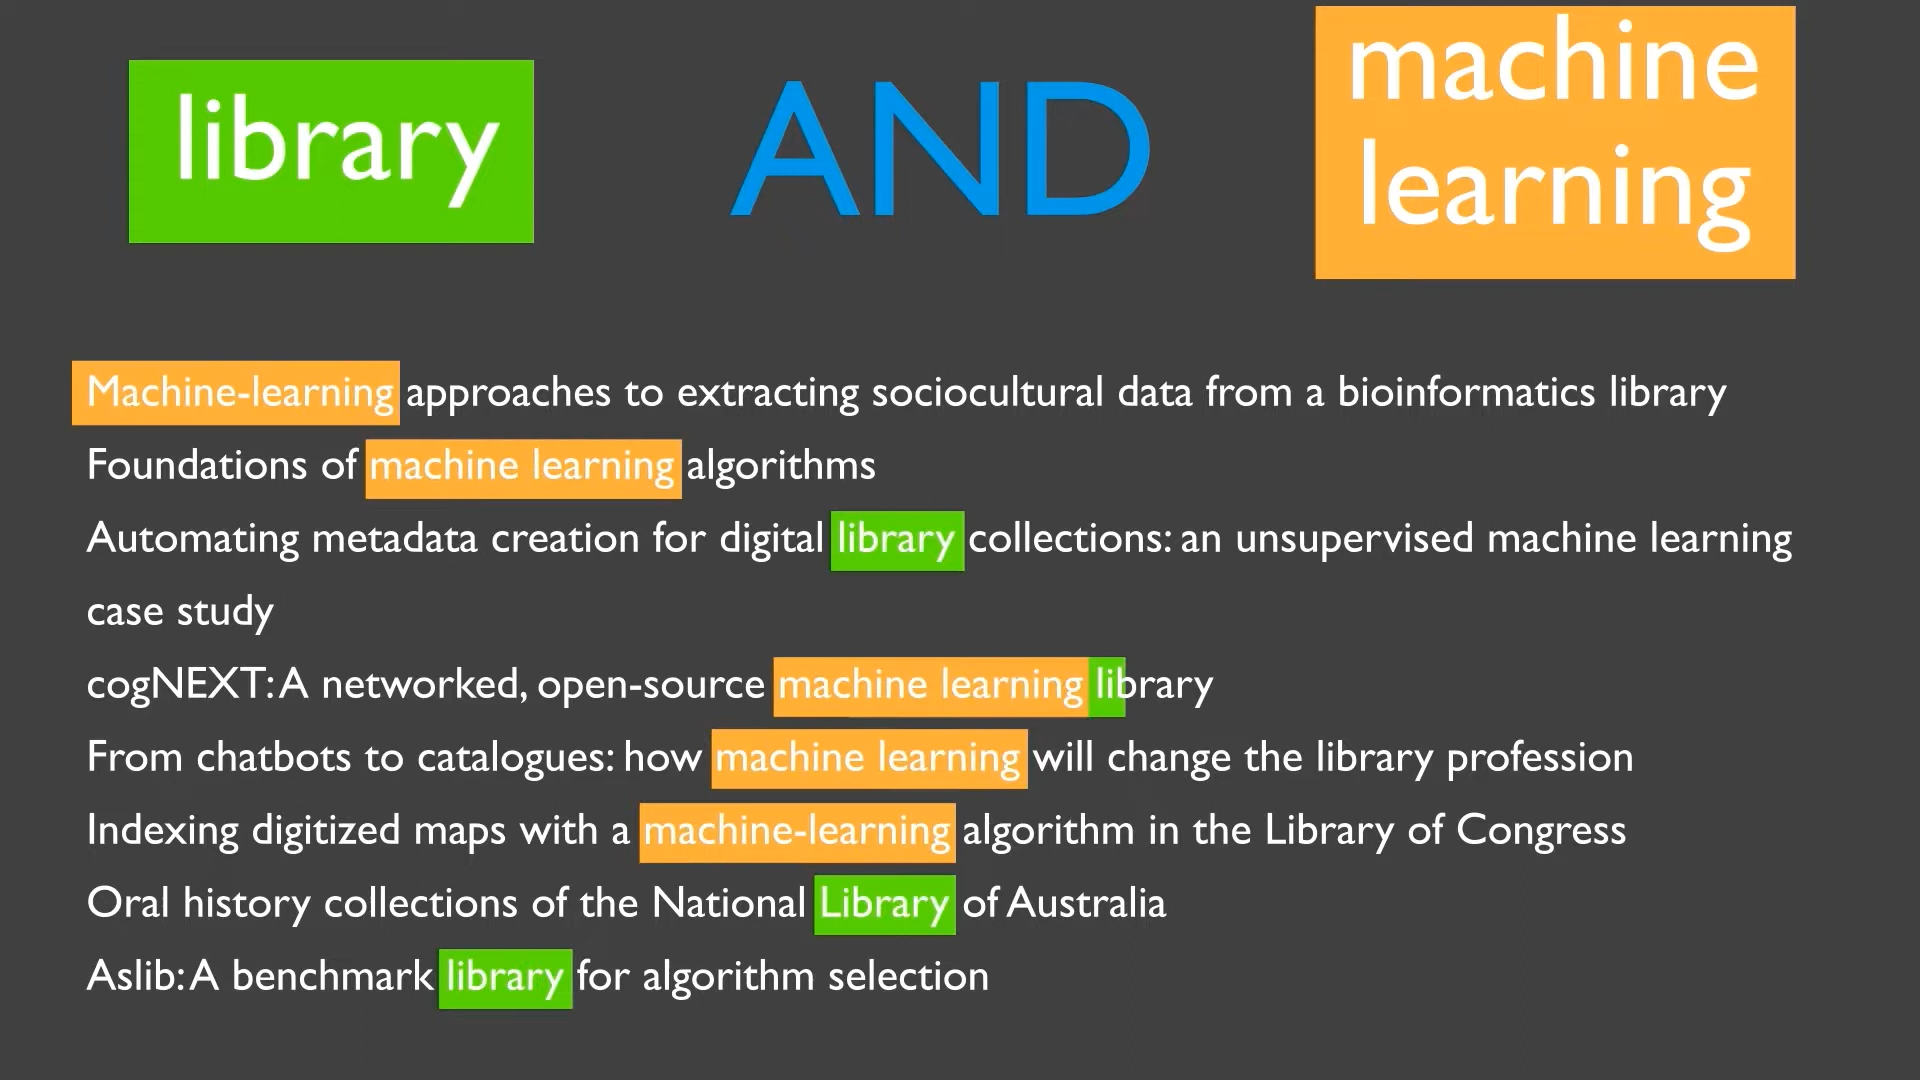 library
AND
machine
learning
Machine-learning approaches to extracting sociocultural data from a bioinformatics library
Foundations of machine learning algorithms
Automating metadata creation for digital library collections: an unsupervised machine learning
case study
cogNEXT: A networked, open-source machine learning library
From chatbots to catalogues: how machine learning will change the library profession
Indexing digitized maps with a machine-learning algorithm in the Library of Congress
Oral history collections of the National Library of Australia
Aslib: A benchmark library for algorithm selection